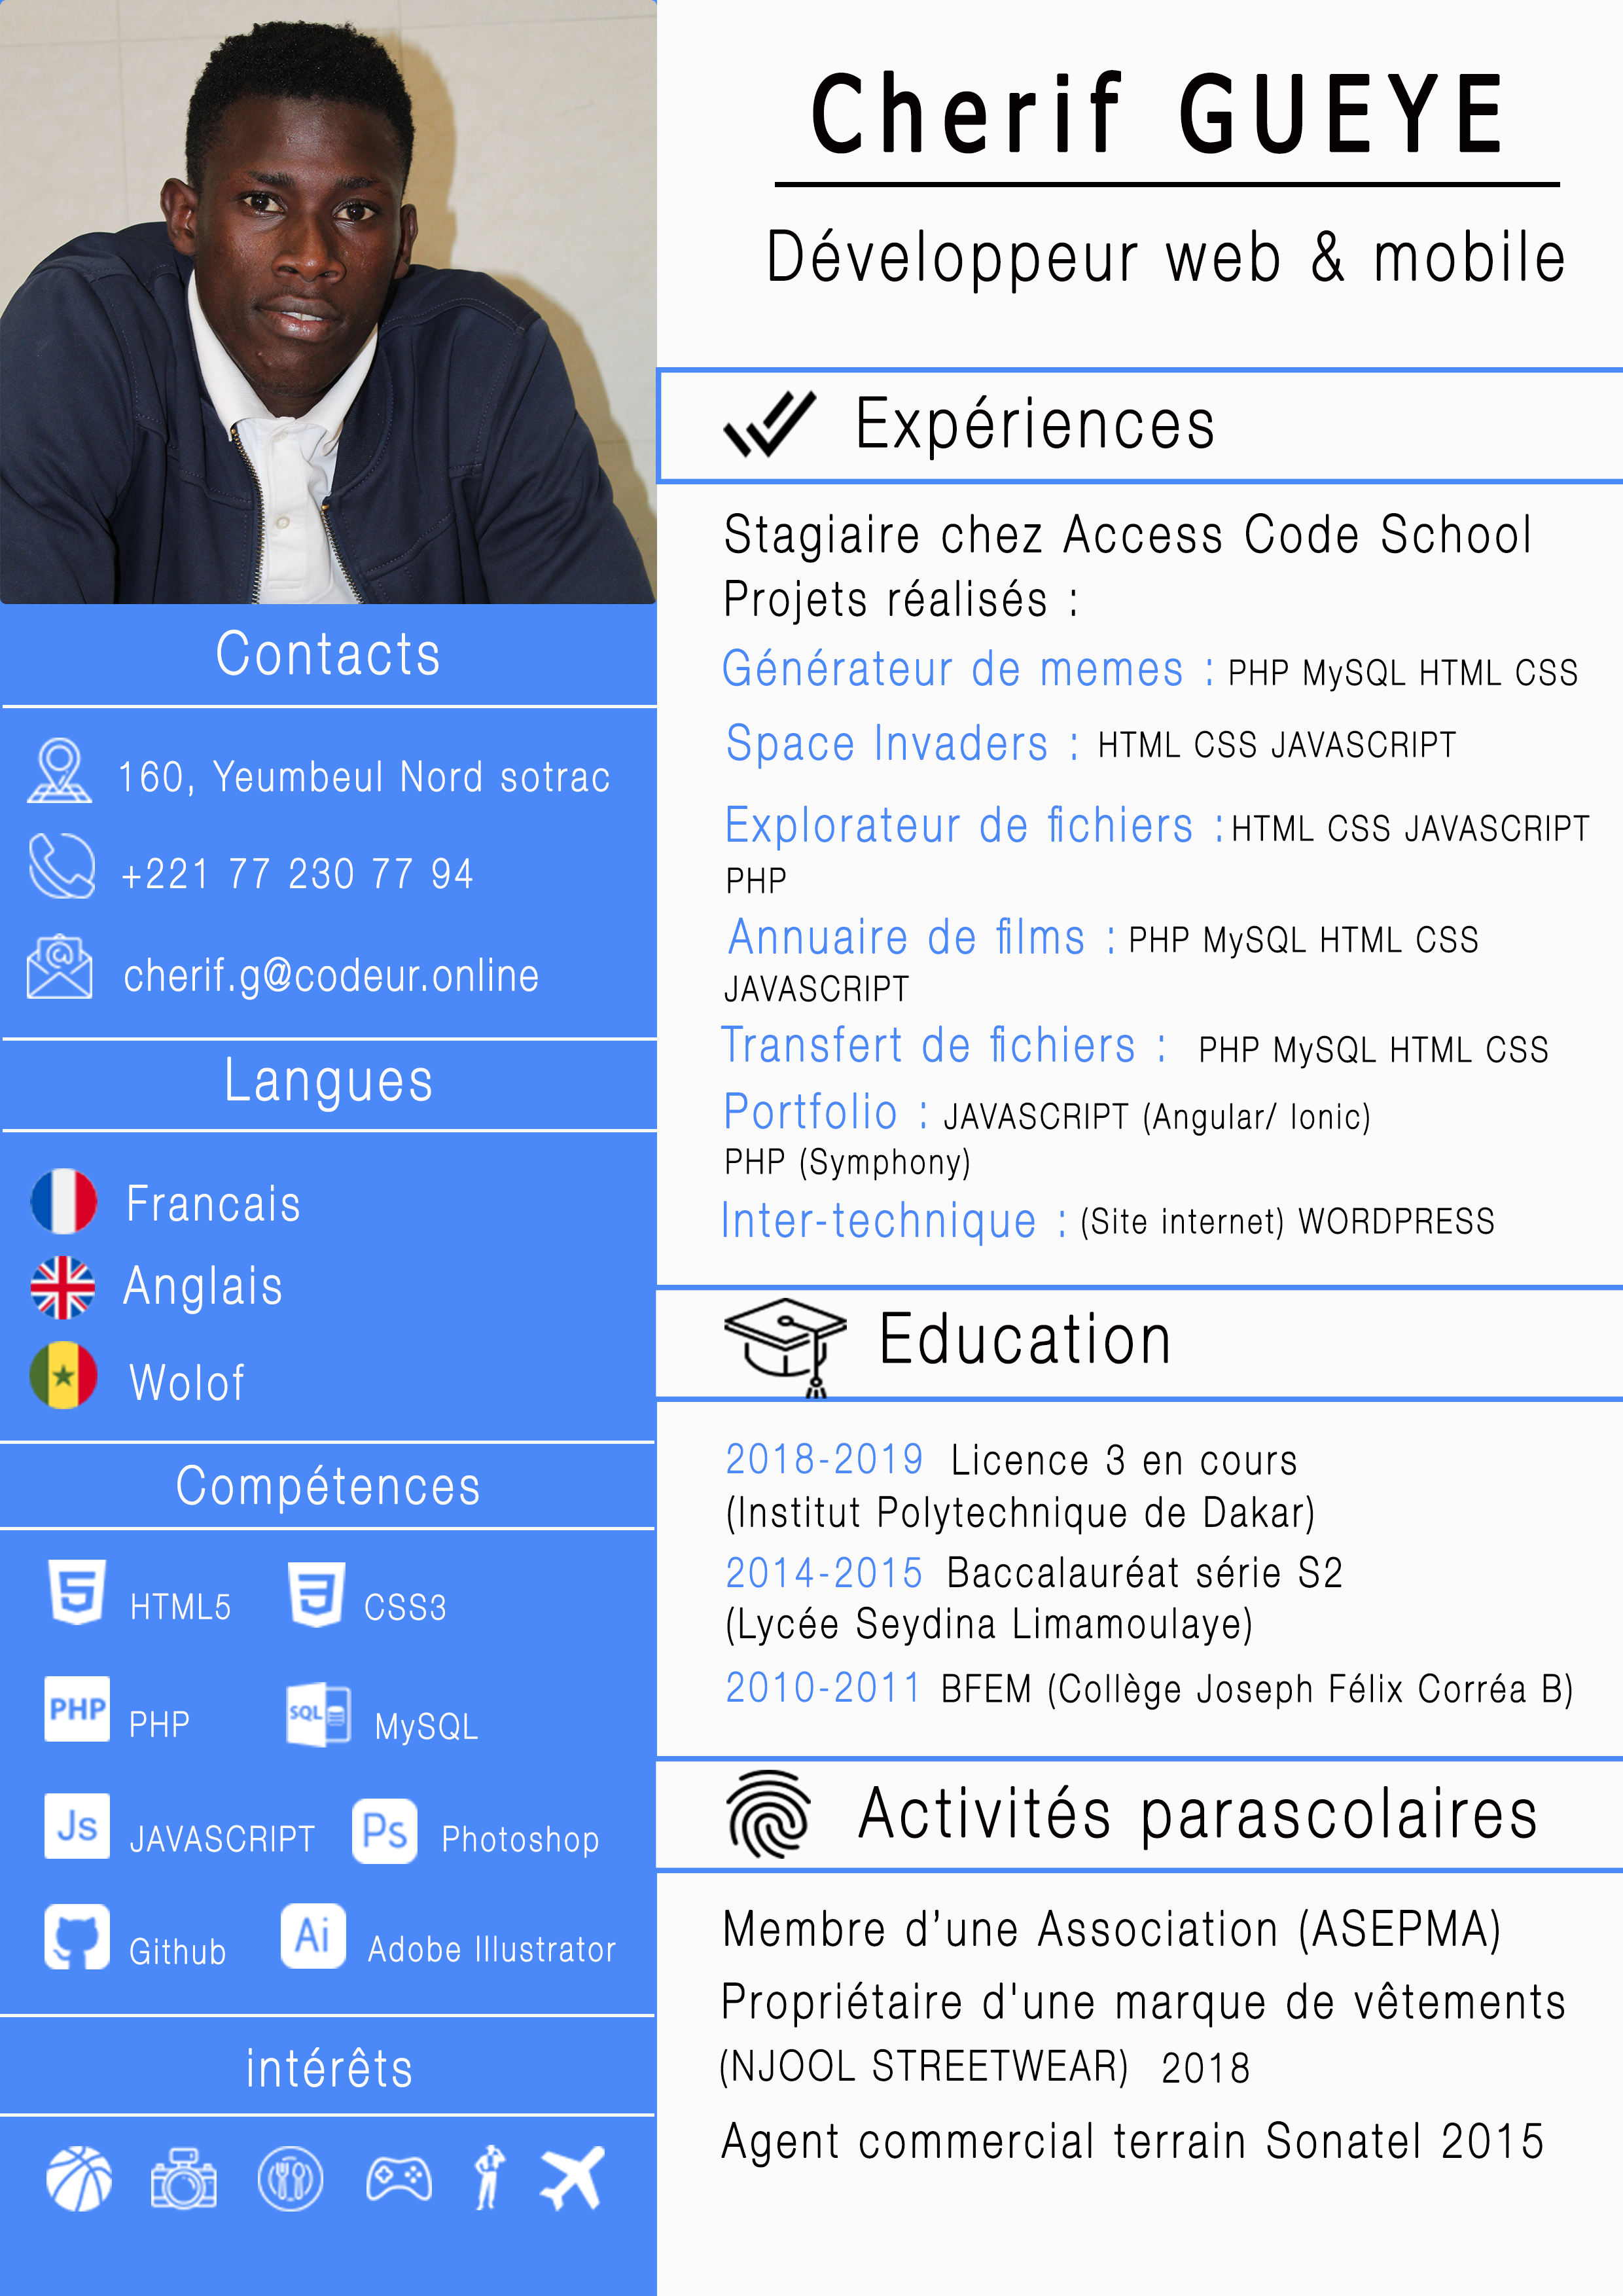 Cherif GUEYE
Développeur web & mobile
Contacts
160, Yeumbeul Nord sotrac
+221 77 230 77 94
cherif.g@codeur.online
Langues
Francais
Anglais
Wolof
Compétences
5 HTML5 3 CSS3
PHP PHP SQL MySQL
Js JAVASCRIPT Ps Photoshop
Github Ai Adobe Illustrator
intérêts
Expériences
Stagiaire chez Access Code School
Projets réalisés :
Générateur de memes : PHP MySQL HTML CSS
Space Invaders : HTML CSS JAVASCRIPT
Explorateur de fichiers : HTML CSS JAVASCRIPT
PHP
Annuaire de films : PHP MySQL HTML CSS
JAVASCRIPT
Transfert de fichiers : PHP MySQL HTML CSS
Portfolio : JAVASCRIPT (Angular/ Ionic)
PHP (Symphony)
Inter-technique : (Site internet) WORDPRESS
Education
2018-2019 Licence 3 en cours
(Institut Polytechnique de Dakar)
2014-2015 Baccalauréat série S2
(Lycée Seydina Limamoulaye)
2010-2011 BFEM (Collège Joseph Félix Corréa B)
Activités parascolaires
Membre d’une Association (ASEPMA)
Propriétaire d'une marque de vêtements
(NJOOL STREETWEAR) 2018
Agent commercial terrain Sonatel 2015